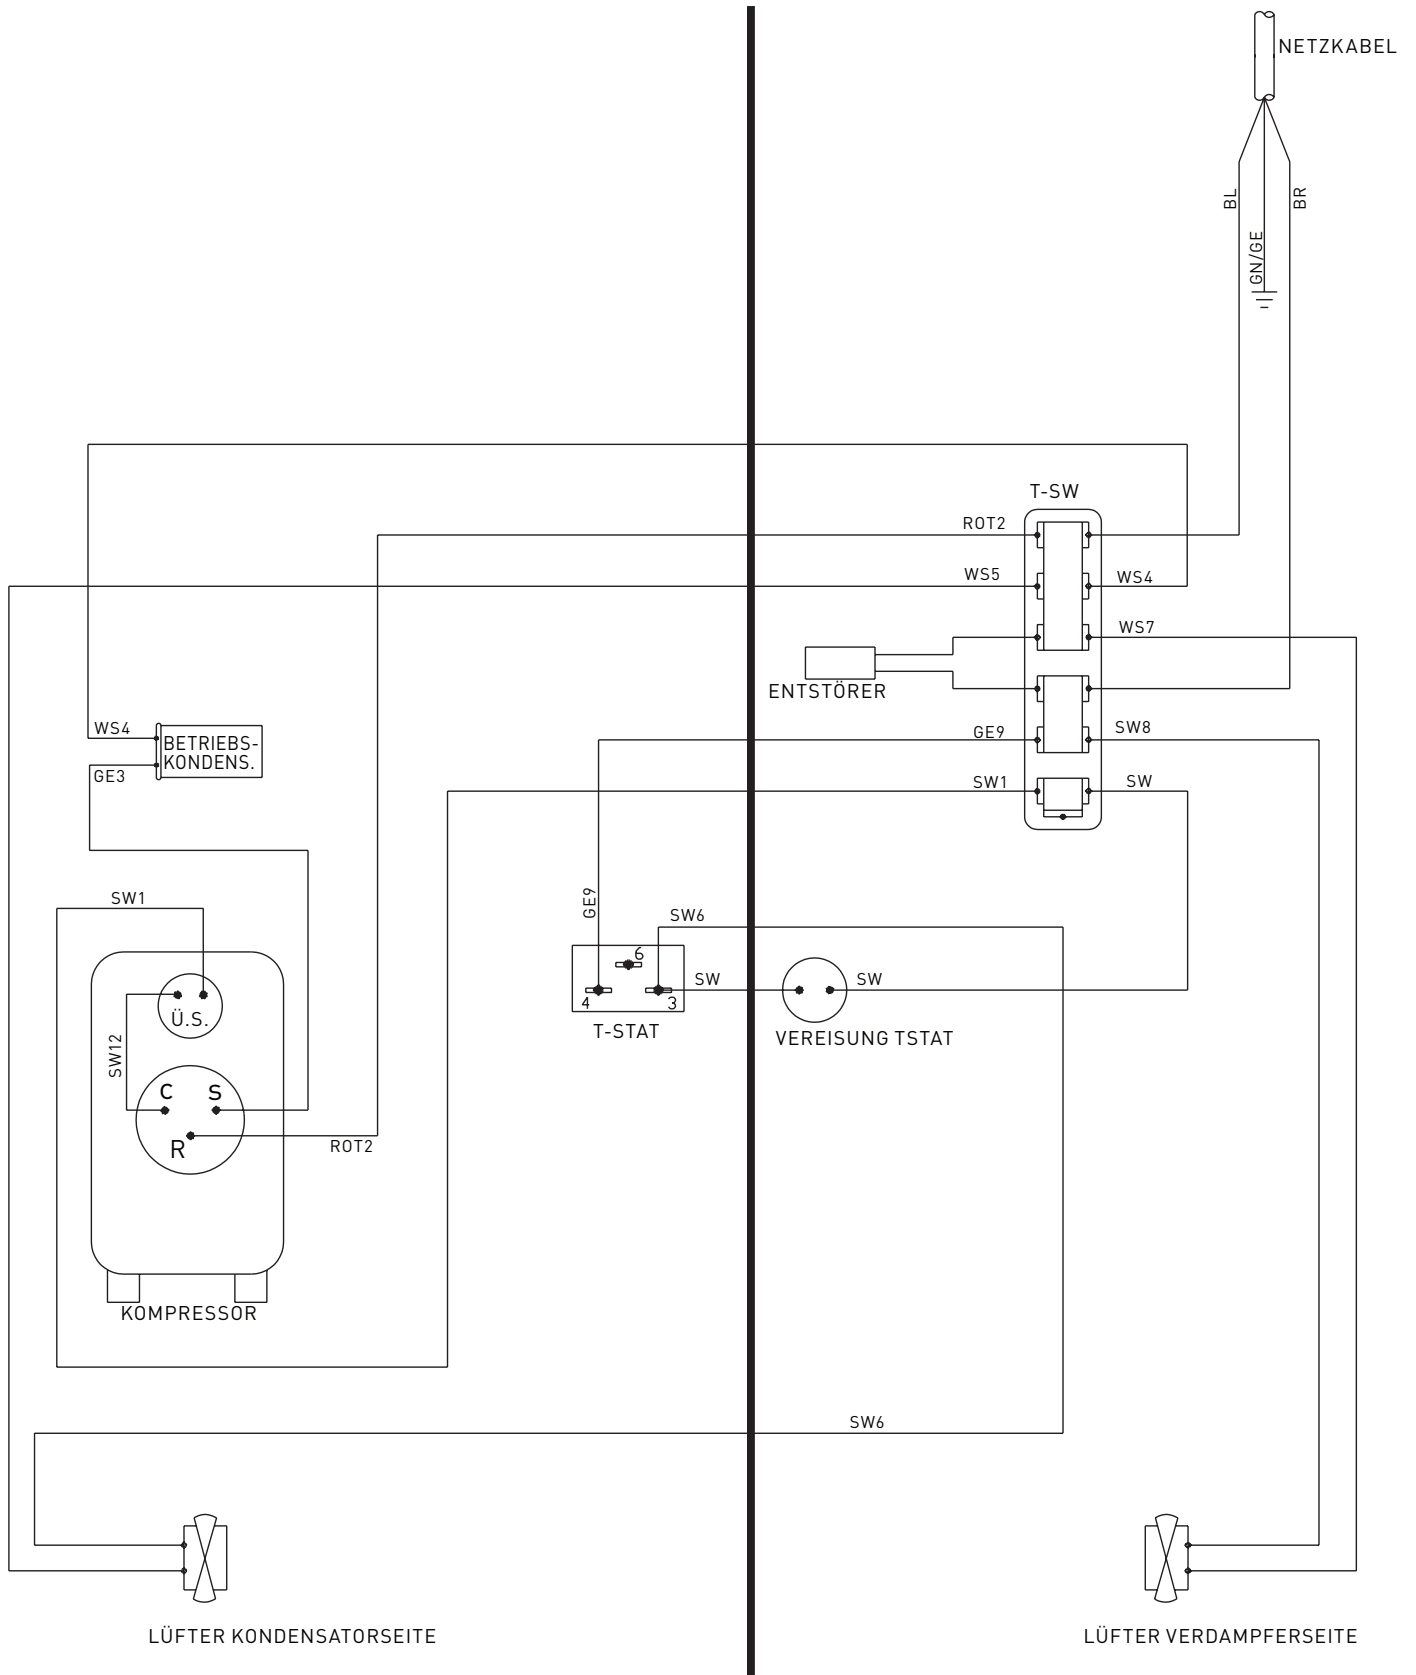 NETZKABEL
BL
BR
GN/GE
T-SW
ROT2
WS5
WS4
WS7
ENTSTÖRER
WS4
BETRIEBS-
KONDENS.
GE3
GE9
SW8
SW1
SW
SW1
GE9
SW6
6
SW
SW
4
3
Ü.S.
T-STAT
VEREISUNG TSTAT
SW12
C
S
R
ROT2
KOMPRESSOR
SW6
LÜFTER KONDENSATORSEITE
LÜFTER VERDAMPFERSEITE